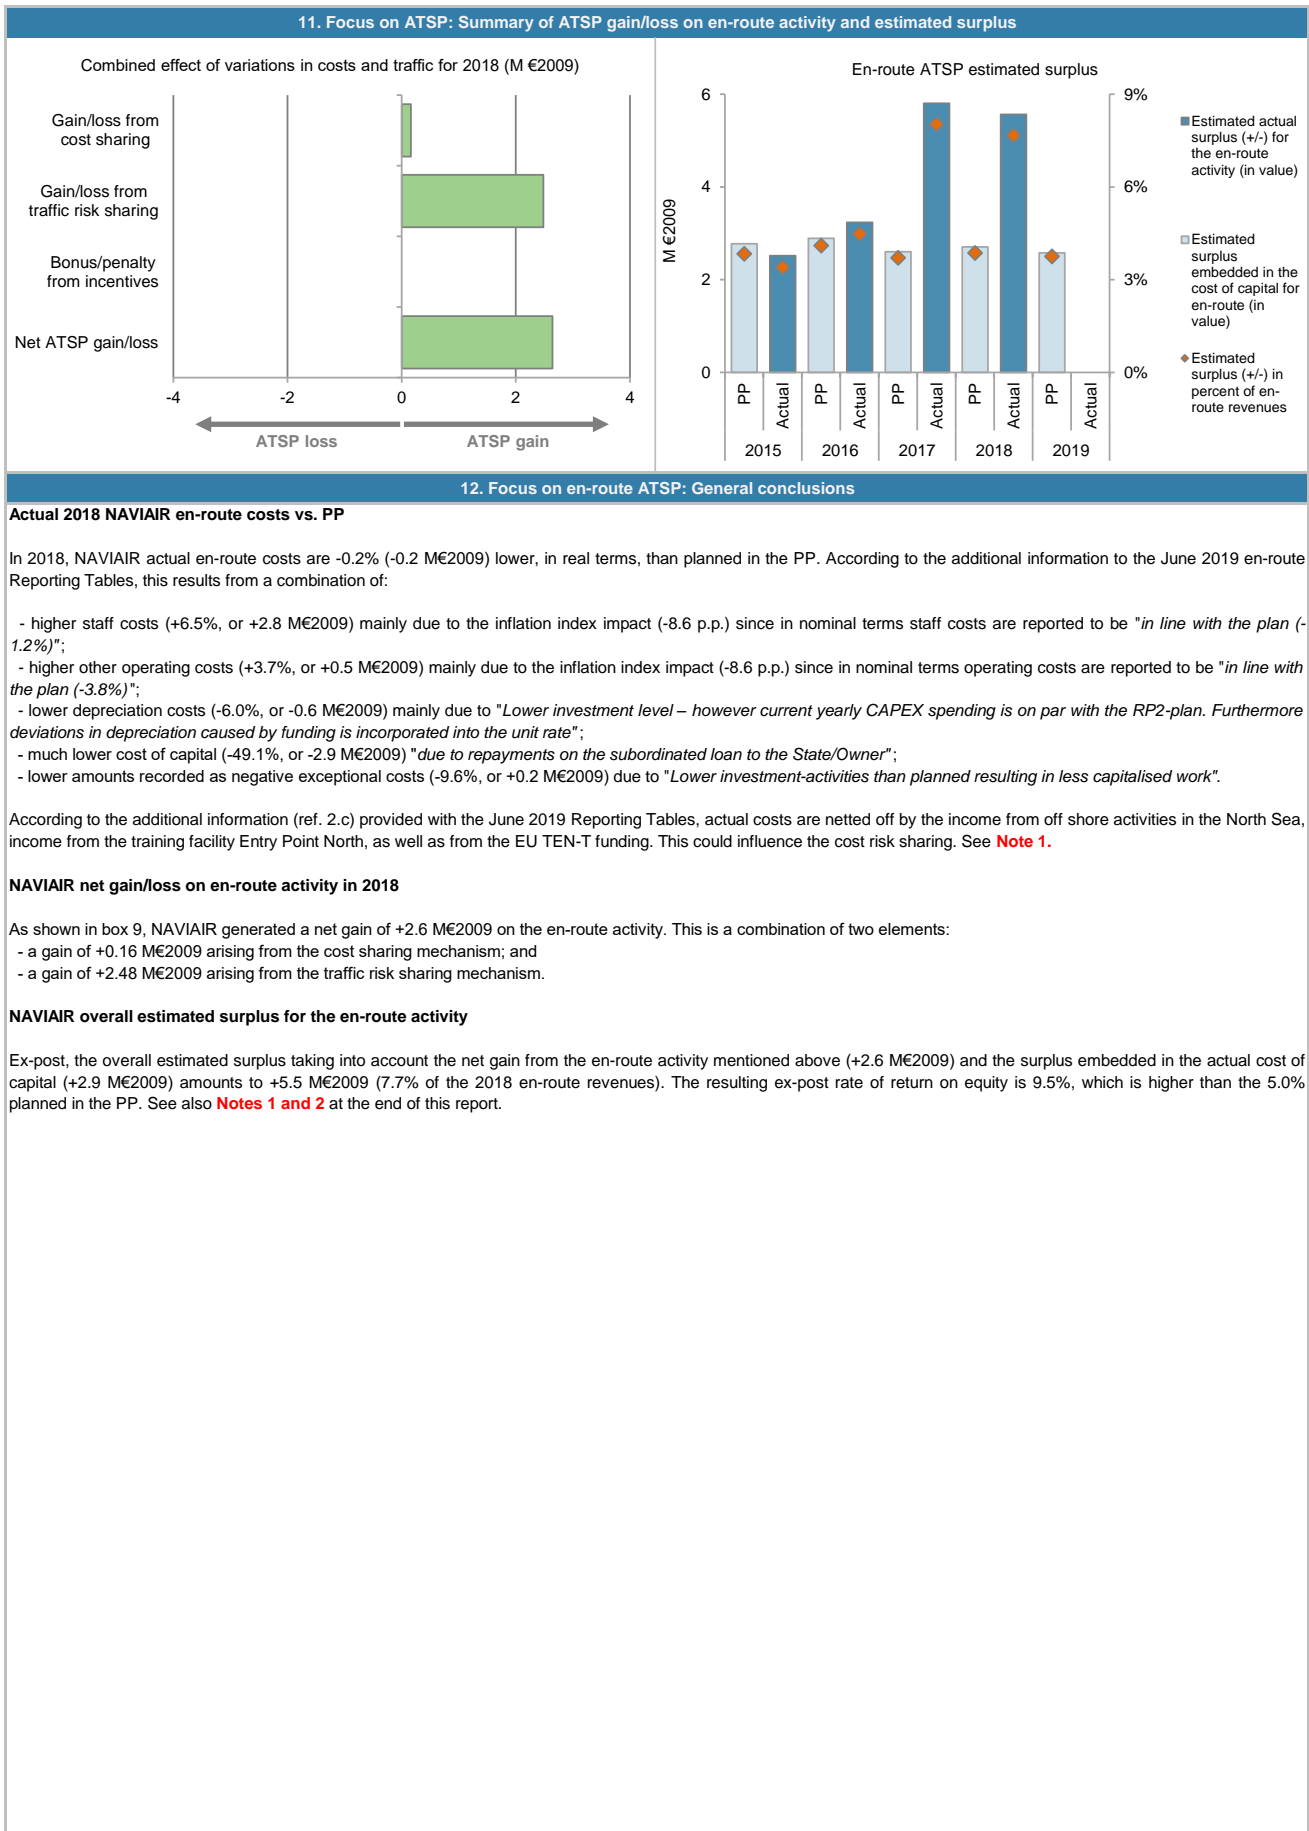 11. Focus on ATSP: Summary of ATSP gain/loss on en-route activity and estimated surplus
Combined effect of variations in costs and traffic for 2018 (M €2009)
Gain/loss from
cost sharing
Gain/loss from
traffic risk sharing
Bonus/penalty
from incentives
Net ATSP gain/loss
-4
-2
0
2
4
ATSP loss
ATSP gain
En-route ATSP estimated surplus
M €2009
6
4
2
0
9%
6%
3%
0%
PP
Actual
PP
Actual
PP
Actual
PP
Actual
PP
Actual
2015
2016
2017
2018
2019
Estimated actual
surplus (+/-) for
the en-route
activity (in value)
Estimated
surplus
embedded in the
cost of capital for
en-route (in
value)
Estimated
surplus (+/-) in
percent of en-
route revenues
12. Focus on en-route ATSP: General conclusions
Actual 2018 NAVIAIR en-route costs vs. PP
In 2018, NAVIAIR actual en-route costs are -0.2% (-0.2 M€2009) lower, in real terms, than planned in the PP. According to the additional information to the June 2019 en-route
Reporting Tables, this results from a combination of:
- higher staff costs (+6.5%, or +2.8 M€2009) mainly due to the inflation index impact (-8.6 p.p.) since in nominal terms staff costs are reported to be "in line with the plan (-
1.2%)";
- higher other operating costs (+3.7%, or +0.5 M€2009) mainly due to the inflation index impact (-8.6 p.p.) since in nominal terms operating costs are reported to be "in line with
the plan (-3.8%)";
- lower depreciation costs (-6.0%, or -0.6 M€2009) mainly due to "Lower investment level – however current yearly CAPEX spending is on par with the RP2-plan. Furthermore
deviations in depreciation caused by funding is incorporated into the unit rate";
- much lower cost of capital (-49.1%, or -2.9 M€2009) "due to repayments on the subordinated loan to the State/Owner";
- lower amounts recorded as negative exceptional costs (-9.6%, or +0.2 M€2009) due to "Lower investment-activities than planned resulting in less capitalised work".
According to the additional information (ref. 2.c) provided with the June 2019 Reporting Tables, actual costs are netted off by the income from off shore activities in the North Sea,
income from the training facility Entry Point North, as well as from the EU TEN-T funding. This could influence the cost risk sharing. See Note 1.
NAVIAIR net gain/loss on en-route activity in 2018
As shown in box 9, NAVIAIR generated a net gain of +2.6 M€2009 on the en-route activity. This is a combination of two elements:
- a gain of +0.16 M€2009 arising from the cost sharing mechanism; and
- a gain of +2.48 M€2009 arising from the traffic risk sharing mechanism.
NAVIAIR overall estimated surplus for the en-route activity
Ex-post, the overall estimated surplus taking into account the net gain from the en-route activity mentioned above (+2.6 M€2009) and the surplus embedded in the actual cost of
capital (+2.9 M€2009) amounts to +5.5 M€2009 (7.7% of the 2018 en-route revenues). The resulting ex-post rate of return on equity is 9.5%, which is higher than the 5.0%
planned in the PP. See also Notes 1 and 2 at the end of this report.